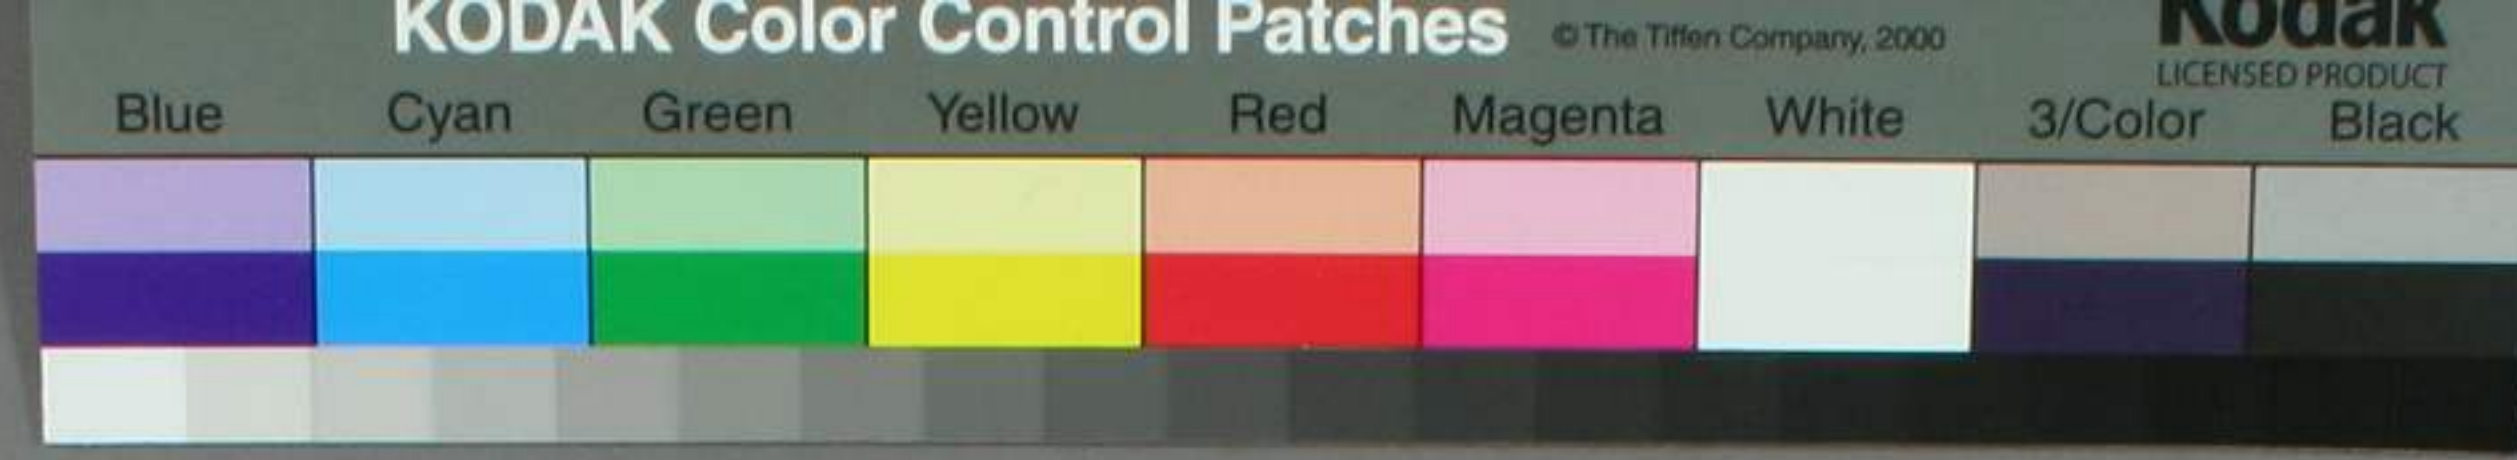 KODAK Color Control Patches
© The Tiffen Company, 2000
Kodak
LICENSED PRODUCT
Blue Cyan Green Yellow Red Magenta White 3/Color Black